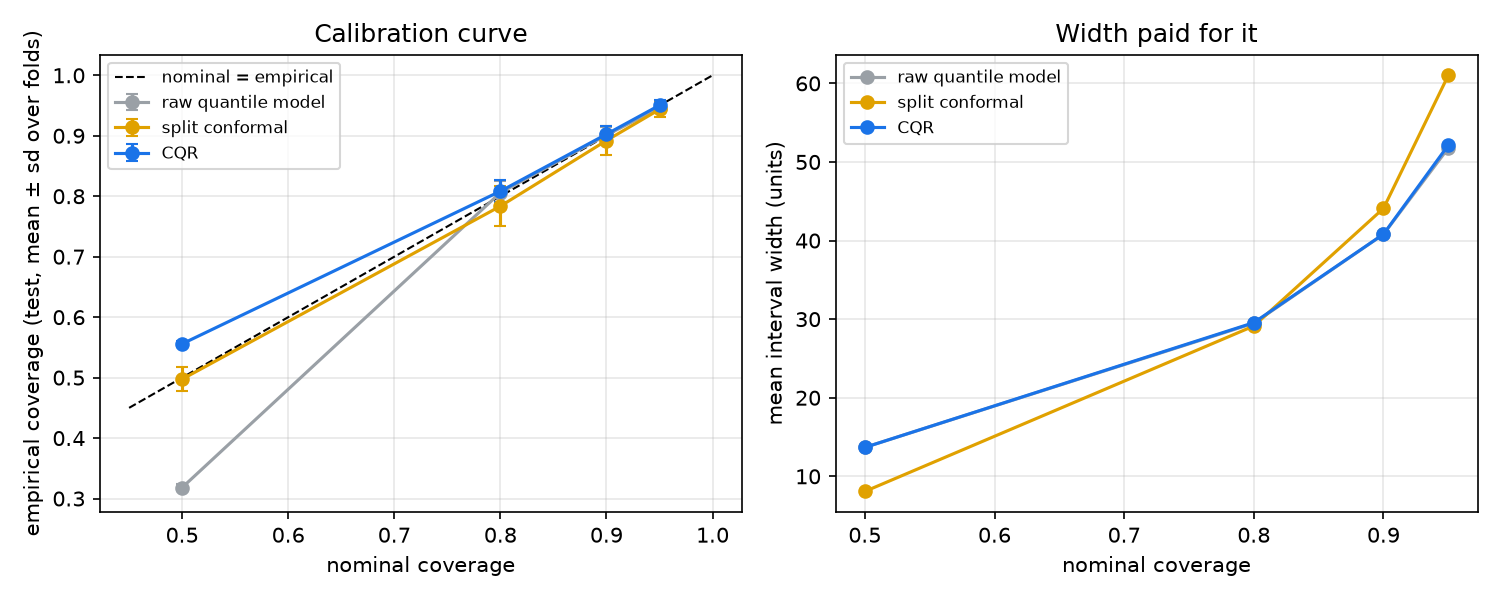 Calibration curve
empirical coverage (test, mean ± sd over folds)
1.0
0.9
0.8
0.7
0.6
0.5
0.4
0.3
nominal = empirical
raw quantile model
split conformal
CQR
0.5 0.6 0.7 0.8 0.9 1.0
nominal coverage
Width paid for it
mean interval width (units)
60
50
40
30
20
10
raw quantile model
split conformal
CQR
0.5 0.6 0.7 0.8 0.9
nominal coverage